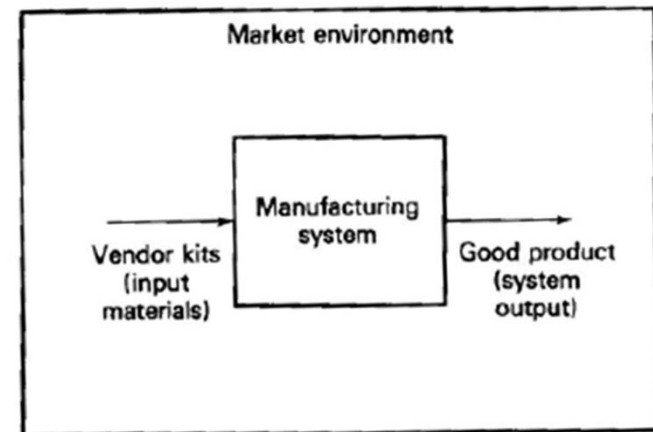 Market environment
Manufacturing
system
Vendor kits
(input
materials)
Good product
(system
output)